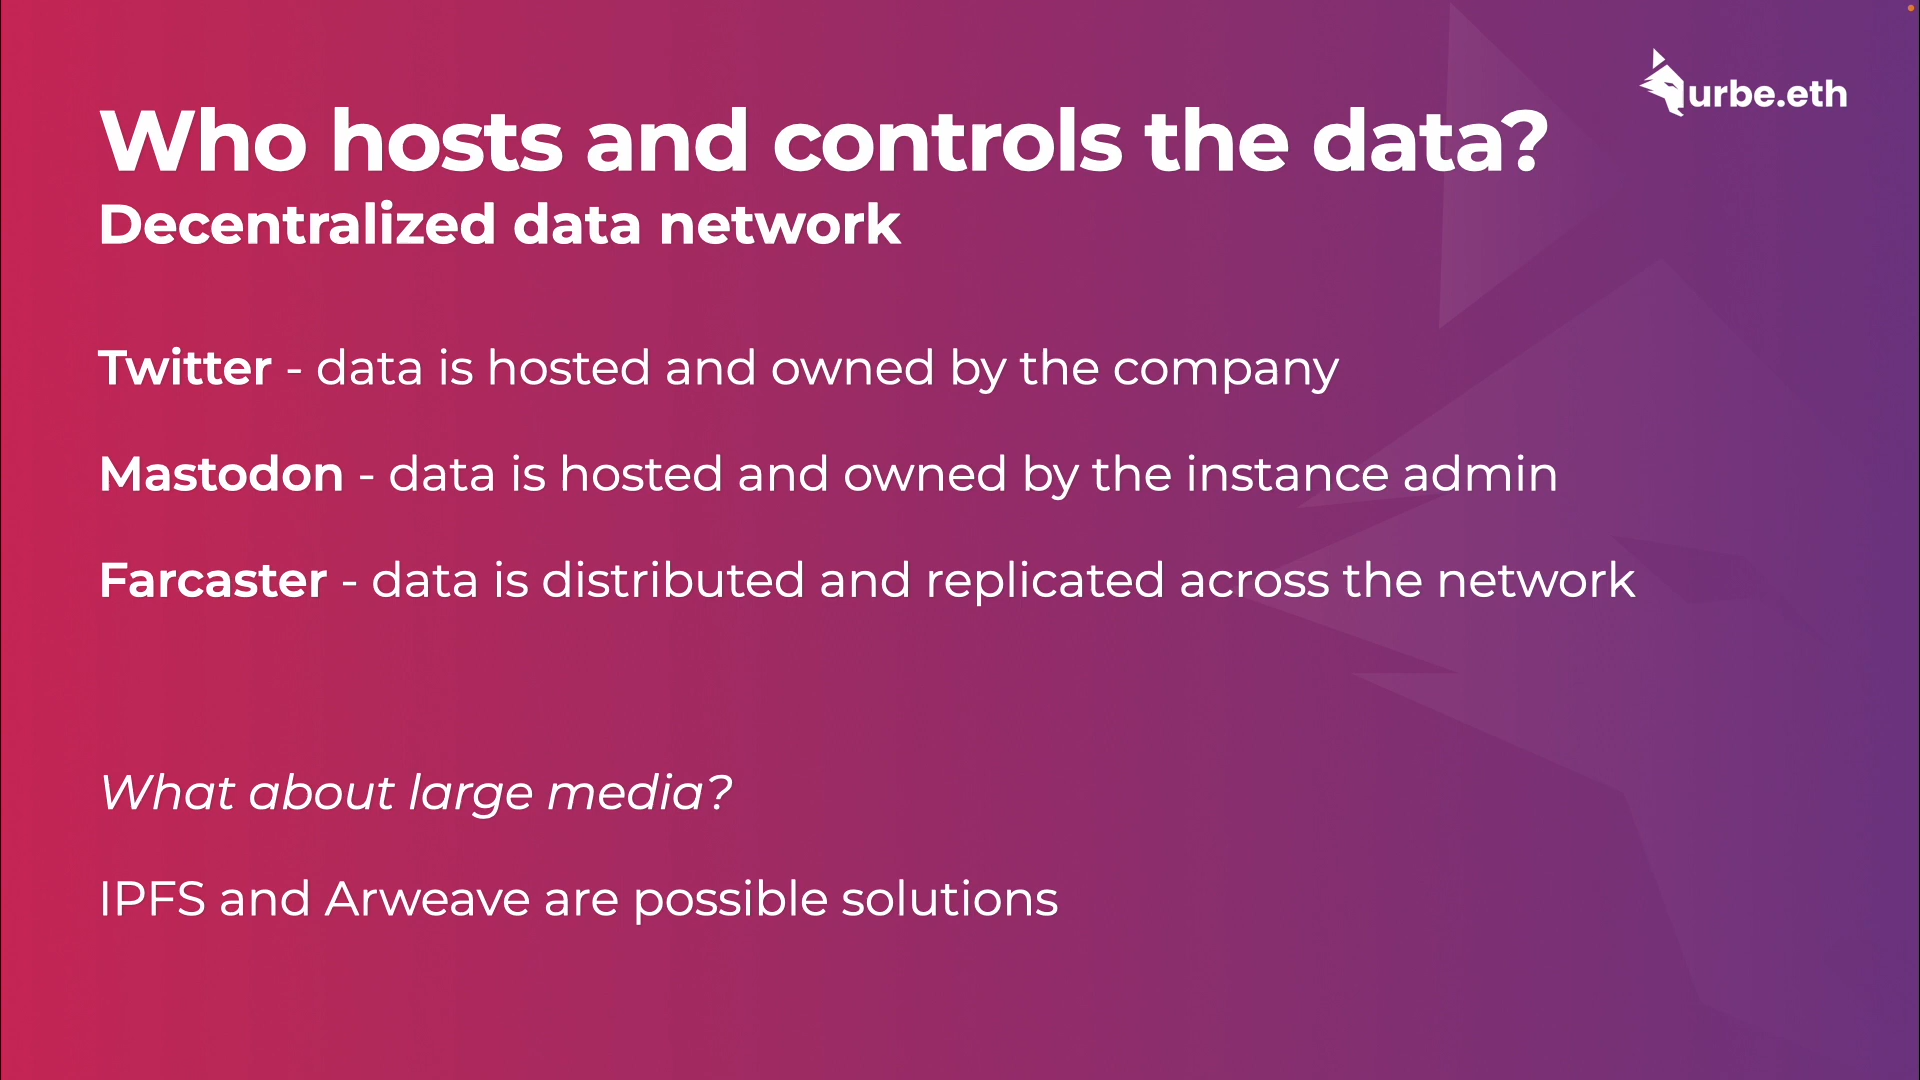 urbe.eth
Who hosts and controls the data?
Decentralized data network
Twitter - data is hosted and owned by the company
Mastodon - data is hosted and owned by the instance admin
Farcaster - data is distributed and replicated across the network
What about large media?
IPFS and Arweave are possible solutions